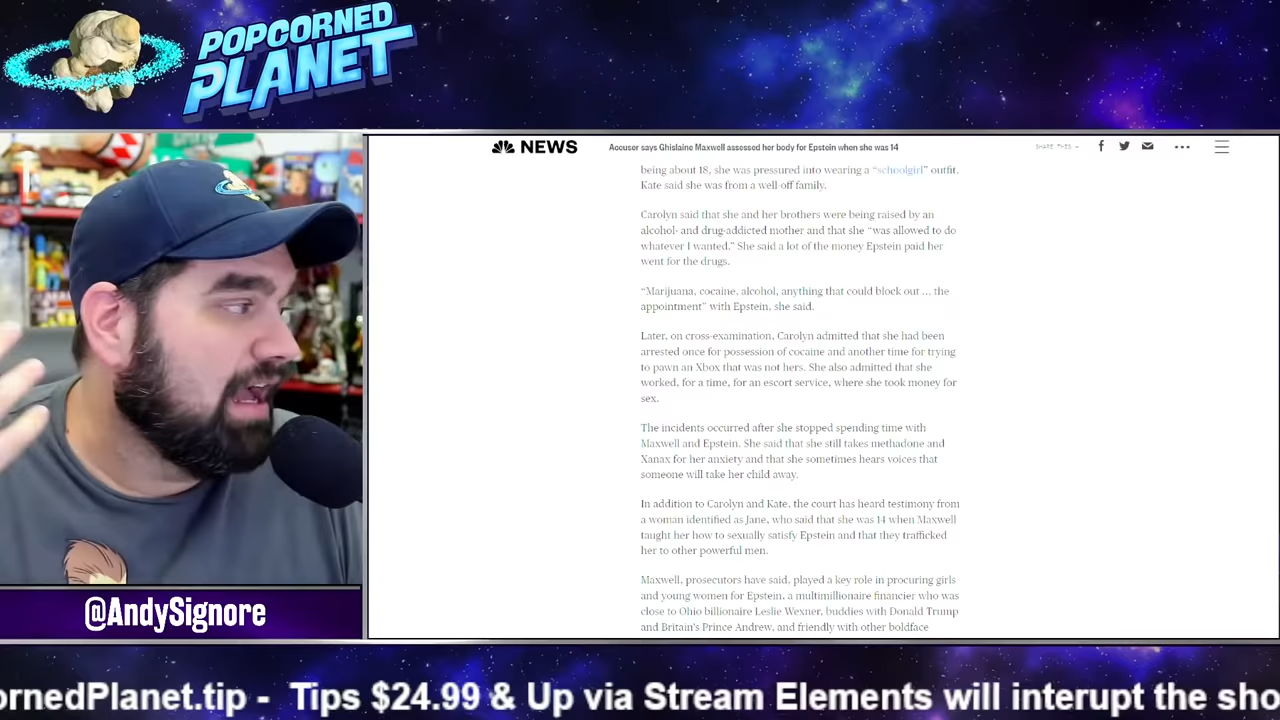 POPCORNED
PLANET
NEWS
Accuser says Ghislaine Maxwell assessed her body for Epstein when she was 14
SHARE THIS -
being about 18, she was pressured into wearing a “schoolgirl” outfit.
Kate said she was from a well-off family.
Carolyn said that she and her brothers were being raised by an
alcohol- and drug-addicted mother and that she “was allowed to do
whatever I wanted.” She said a lot of the money Epstein paid her
went for the drugs.
“Marijuana, cocaine, alcohol, anything that could block out ... the
appointment” with Epstein, she said.
Later, on cross-examination, Carolyn admitted that she had been
arrested once for possession of cocaine and another time for trying
to pawn an Xbox that was not hers. She also admitted that she
worked, for a time, for an escort service, where she took money for
sex.
The incidents occurred after she stopped spending time with
Maxwell and Epstein. She said that she still takes methadone and
Xanax for her anxiety and that she sometimes hears voices that
someone will take her child away.
In addition to Carolyn and Kate, the court has heard testimony from
a woman identified as Jane, who said that she was 14 when Maxwell
taught her how to sexually satisfy Epstein and that they trafficked
her to other powerful men.
Maxwell, prosecutors have said, played a key role in procuring girls
and young women for Epstein, a multimillionaire financier who was
close to Ohio billionaire Leslie Wexner, buddies with Donald Trump
and Britain's Prince Andrew, and friendly with other boldface
@AndySignore
ornedPlanet.tip - Tips $24.99 & Up via Stream Elements will interupt the sho